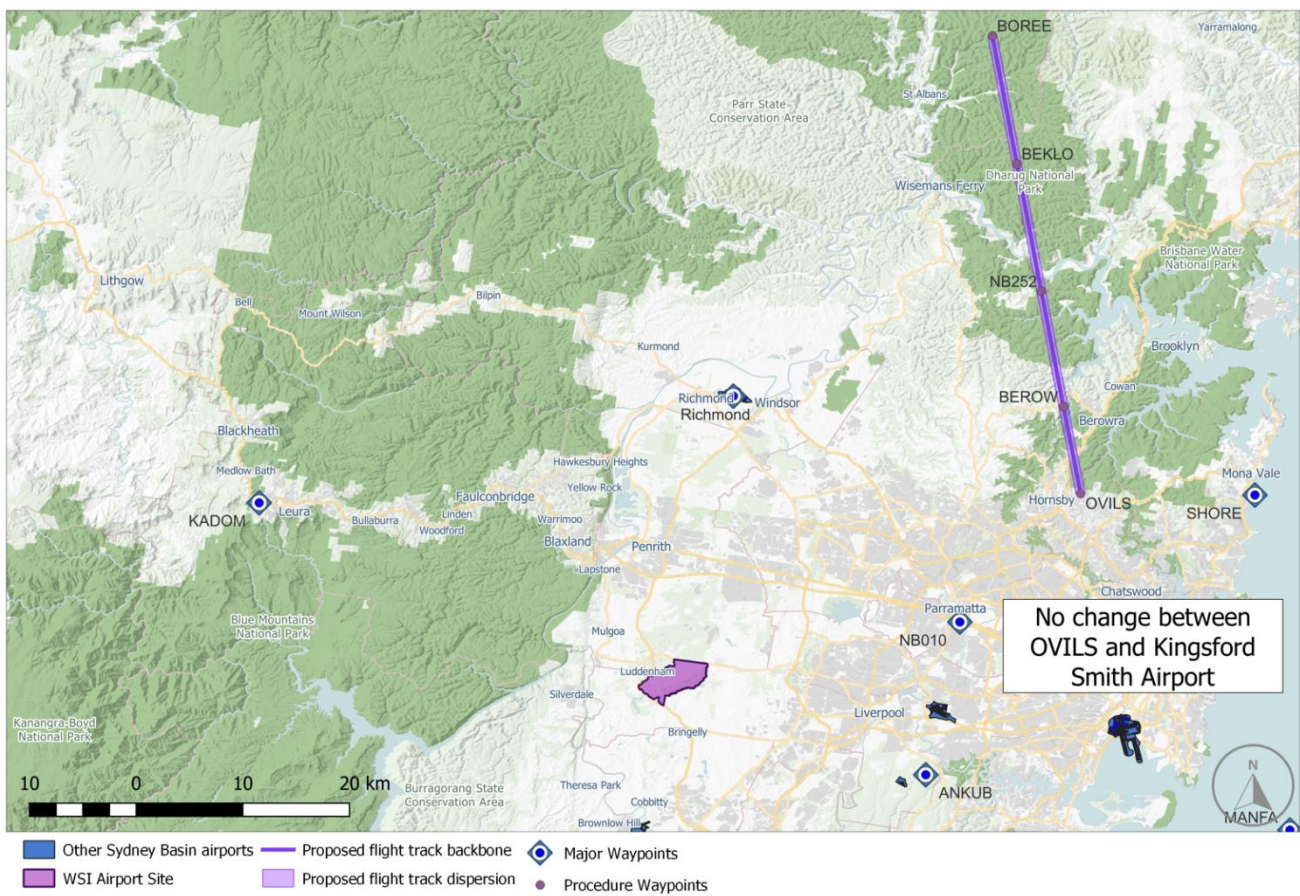 BOREE
Yarramalong
St Albans
Parr State
Conservation Area
BEKLO
Dharug National
Park
Wisemans Ferry
Brisbane Water
National Park
Lithgow
Bell
Mount Wilson
Bilpin
NB252
Kurmond
Brooklyn
Cowan
Richmond
Windsor
Richmond
BEROW
Berowra
Blackheath
Medlow Bath
Hawkesbury Heights
Yellow Rock
Mona Vale
KADOM
Leura
Bullaburra
Faulconbridge
Linden
Woodford
Warrimoo
Hornsby
OVILS
SHORE
Blaxland
Penrith
Lapstone
Chatswood
Blue Mountains
National Park
Mulgoa
Parramatta
NB010
No change between
OVILS and Kingsford
Smith Airport
Luddenham
Silverdale
Liverpool
Kanangra-Boyd
National Park
Bringelly
10 0 20 km
Burragorang State
Conservation Area
Theresa Park
Cobbitty
Brownlow Hill
ANKUB
N
MANFA
Other Sydney Basin airports
Proposed flight track backbone
Major Waypoints
WSI Airport Site
Proposed flight track dispersion
Procedure Waypoints